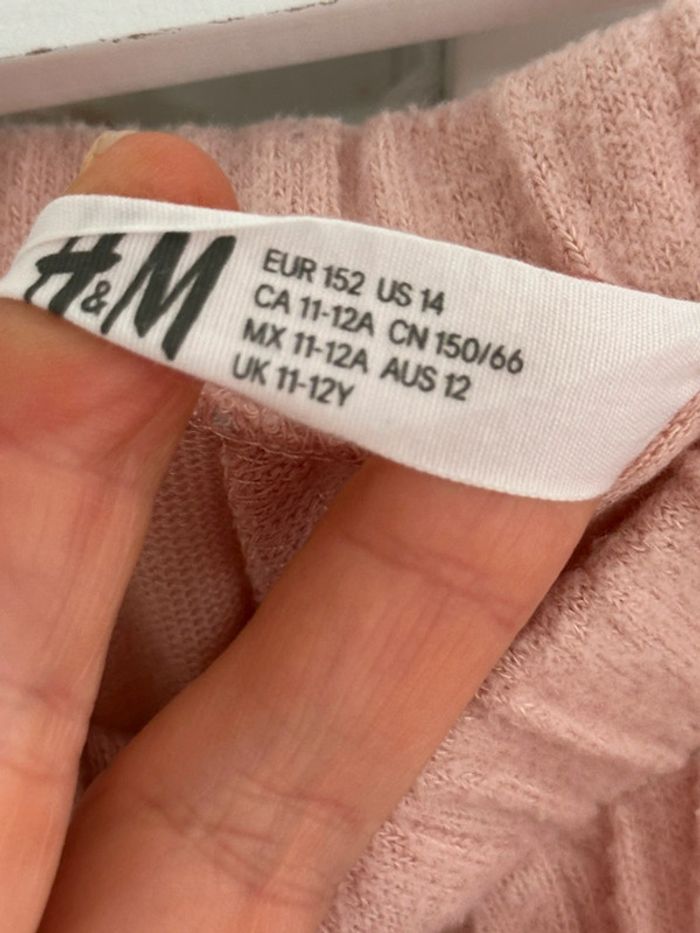 H&M
EUR 152 US 14
CA 11-12A CN 150/66
MX 11-12A AUS 12
UK 11-12Y